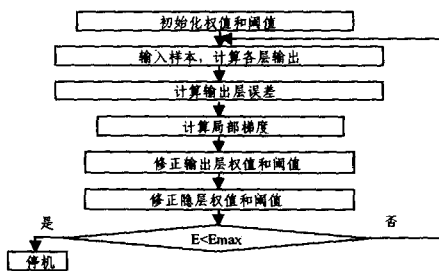 初始化权值和阈值
输入样本，计算各层输出
计算输出层误差
计算局部梯度
修正输出层权值和阈值
修正隐层权值和阈值
是
否
E<Emax
停机